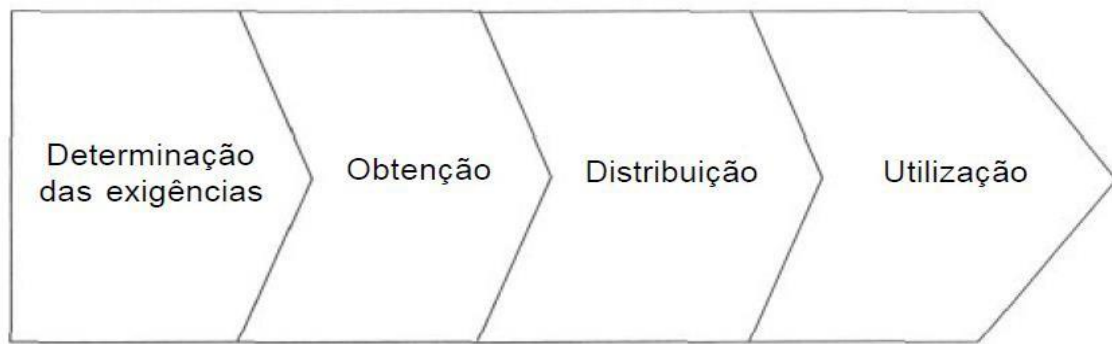 Determinação
das exigências
Obtenção
Distribuição
Utilização